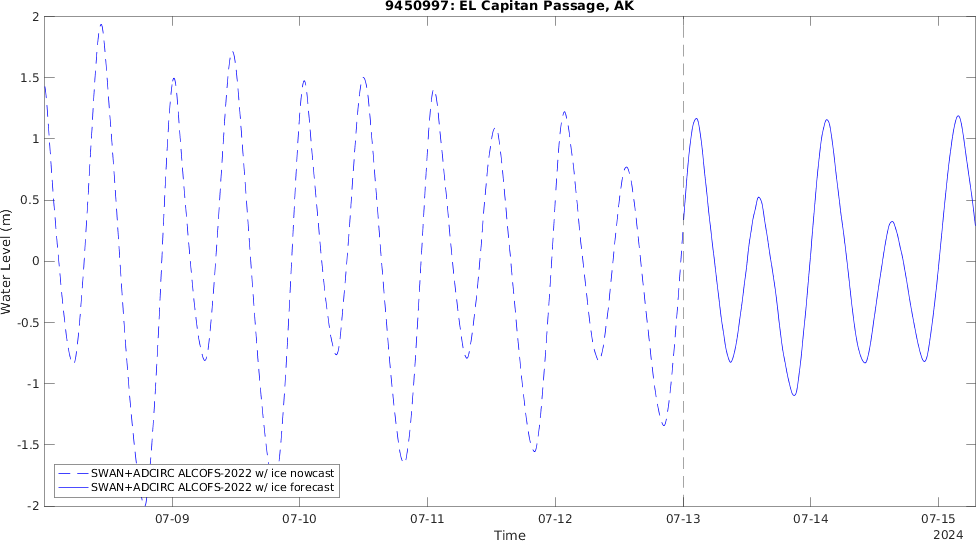 9450997: EL Capitan Passage, AK
2
1.5
1
0.5
0
-0.5
-1
-1.5
-2
Water Level (m)
SWAN+ADCIRC ALCOFS-2022 w/ ice nowcast
SWAN+ADCIRC ALCOFS-2022 w/ ice forecast
07-09 07-10 07-11 07-12 07-13 07-14 07-15
Time
2024